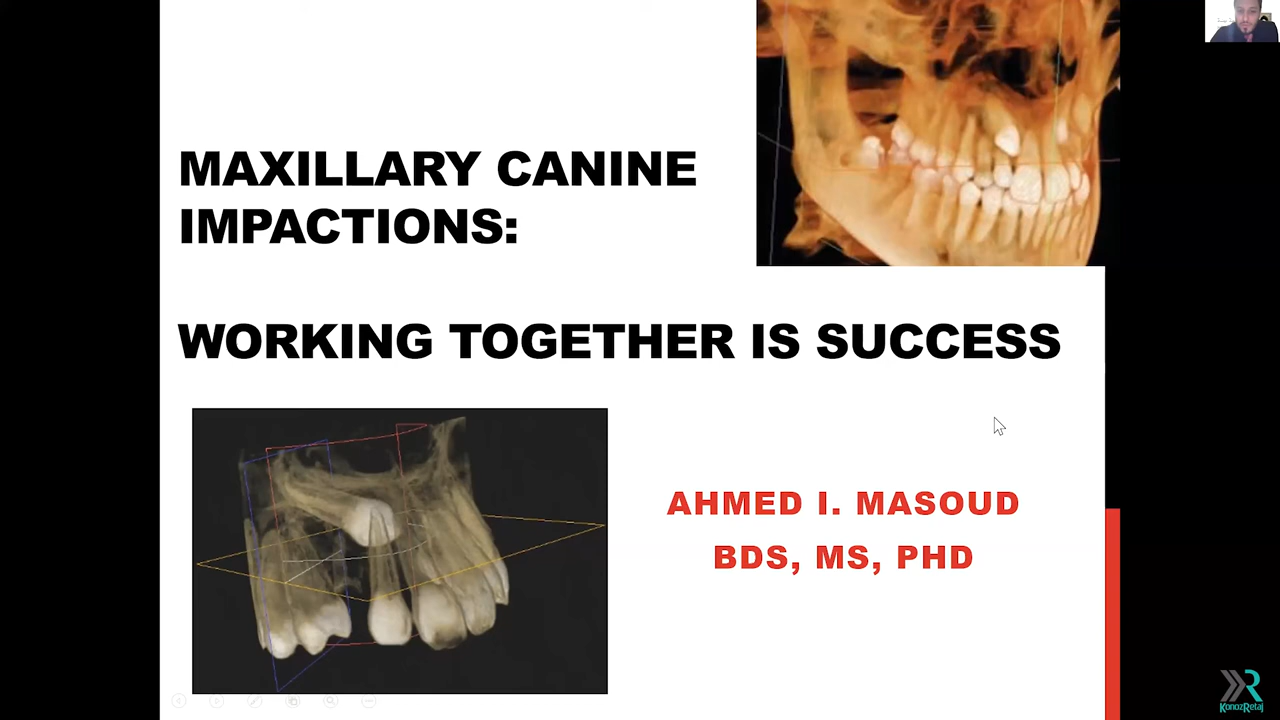 MAXILLARY CANINE
IMPACTIONS:
WORKING TOGETHER IS SUCCESS
AHMED I. MASOUD
BDS, MS, PHD
KonozRetaj